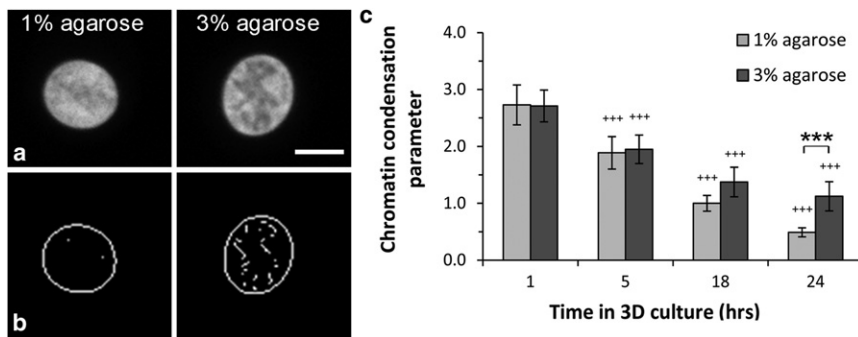 1% agarose
3% agarose
a
b
c
Chromatin condensation
parameter
4.0
3.0
2.0
1.0
0.0
1% agarose
3% agarose
+++
+++
+++
+++
***
+++
+++
1
5
18
24
Time in 3D culture (hrs)